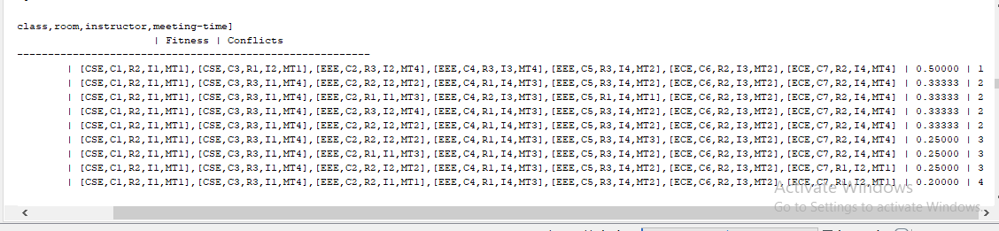 class,room,instructor,meeting-time]
| Fitness | Conflicts
----------------------------------------------------------
| [CSE,C1,R2,I1,MT1],[CSE,C3,R1,I2,MT1],[EEE,C2,R3,I2,MT4],[EEE,C4,R3,I3,MT4],[EEE,C5,R3,I4,MT2],[ECE,C6,R2,I3,MT2],[ECE,C7,R2,I4,MT4] | 0.50000 | 1
| [CSE,C1,R2,I1,MT1],[CSE,C3,R3,I1,MT4],[EEE,C2,R2,I2,MT2],[EEE,C4,R1,I4,MT3],[EEE,C5,R3,I4,MT2],[ECE,C6,R2,I3,MT2],[ECE,C7,R2,I4,MT4] | 0.33333 | 2
| [CSE,C1,R2,I1,MT1],[CSE,C3,R3,I1,MT4],[EEE,C2,R1,I1,MT3],[EEE,C4,R2,I3,MT3],[EEE,C5,R1,I4,MT1],[ECE,C6,R2,I3,MT2],[ECE,C7,R2,I4,MT4] | 0.33333 | 2
| [CSE,C1,R2,I1,MT1],[CSE,C3,R3,I1,MT4],[EEE,C2,R3,I2,MT4],[EEE,C4,R1,I4,MT3],[EEE,C5,R3,I4,MT2],[ECE,C6,R2,I3,MT2],[ECE,C7,R2,I4,MT4] | 0.33333 | 2
| [CSE,C1,R2,I1,MT1],[CSE,C3,R3,I1,MT4],[EEE,C2,R2,I2,MT2],[EEE,C4,R1,I4,MT3],[EEE,C5,R3,I4,MT2],[ECE,C6,R2,I3,MT2],[ECE,C7,R2,I4,MT4] | 0.33333 | 2
| [CSE,C1,R2,I1,MT1],[CSE,C3,R3,I1,MT4],[EEE,C2,R2,I2,MT2],[EEE,C4,R1,I4,MT3],[EEE,C5,R3,I4,MT3],[ECE,C6,R2,I3,MT2],[ECE,C7,R2,I4,MT4] | 0.25000 | 3
| [CSE,C1,R2,I1,MT1],[CSE,C3,R3,I1,MT4],[EEE,C2,R1,I2,MT3],[EEE,C4,R1,I4,MT3],[EEE,C5,R3,I4,MT2],[ECE,C6,R2,I3,MT2],[ECE,C7,R2,I4,MT4] | 0.25000 | 3
| [CSE,C1,R2,I1,MT1],[CSE,C3,R3,I1,MT4],[EEE,C2,R2,I2,MT2],[EEE,C4,R1,I4,MT3],[EEE,C5,R3,I4,MT2],[ECE,C6,R2,I3,MT2],[ECE,C7,R1,I2,MT1] | 0.25000 | 3
| [CSE,C1,R2,I1,MT1],[CSE,C3,R3,I1,MT4],[EEE,C2,R2,I1,MT1],[EEE,C4,R1,I4,MT3],[EEE,C5,R3,I4,MT2],[ECE,C6,R2,I3,MT2],[ECE,C7,R1,I2,MT1] | 0.20000 | 4
Activate Windows
Go to Settings to activate Windows.